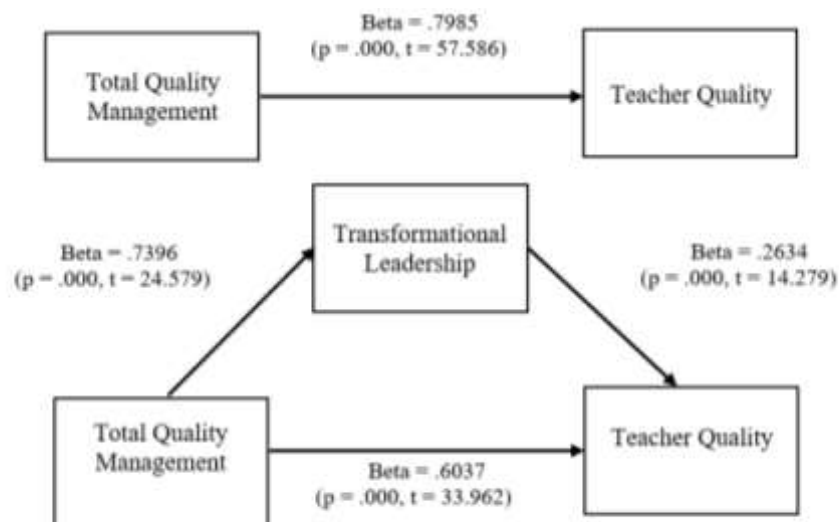 Beta = .7985
(p = .000, t = 57.586)
Total Quality
Management
Teacher Quality
Transformational
Leadership
Beta = .7396
(p = .000, t = 24.579)
Beta = .2634
(p = .000, t = 14.279)
Total Quality
Management
Teacher Quality
Beta = .6037
(p = .000, t = 33.962)